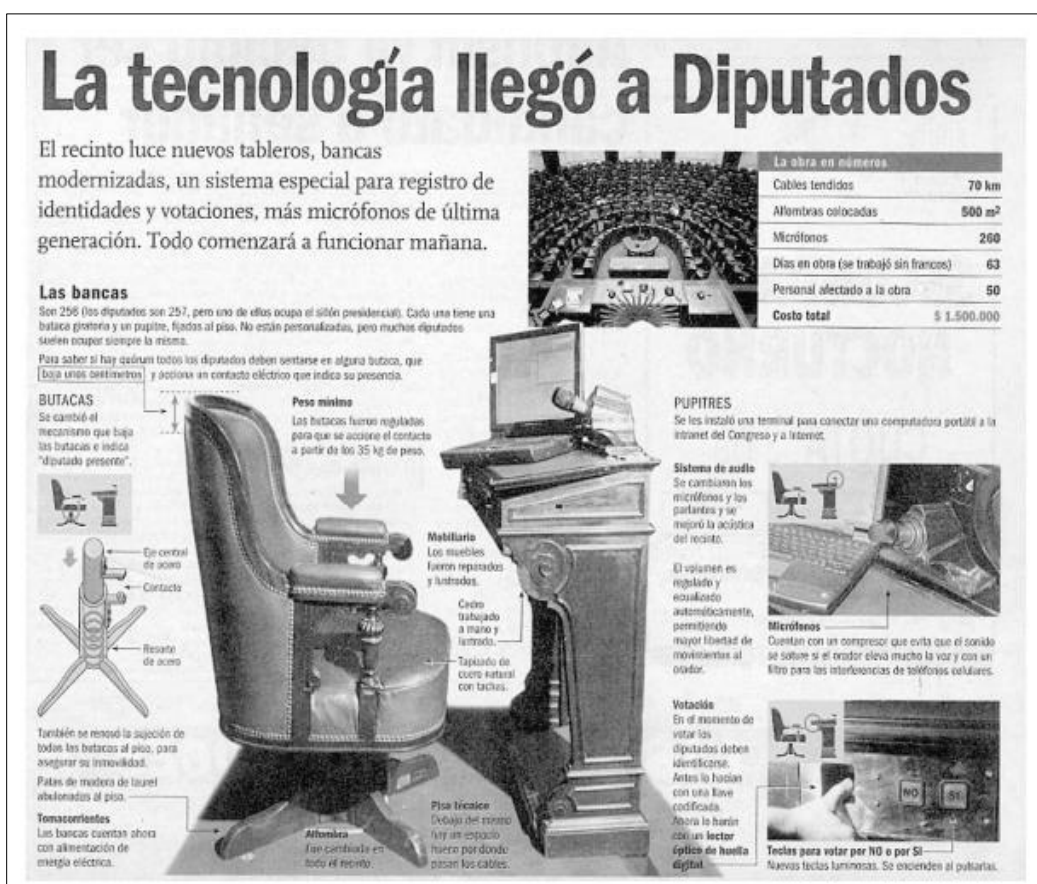 La tecnología llegó a Diputados
El recinto luce nuevos tableros, bancas
modernizadas, un sistema especial para registro de
identidades y votaciones, más micrófonos de última
generación. Todo comenzará a funcionar mañana.
La obra en números
Cables tendidos 70 km
Alfombras colocadas 500 m²
Micrófonos 260
Días en obra (se trabajó sin francos) 63
Personal afectado a la obra 50
Costo total $ 1.500.000
Las bancas
Son 256 (los diputados son 257, pero uno de ellos ocupa el sillón presidencial). Cada una tiene una
butaca giratoria y un pupitre, fijados al piso. No están personalizadas, pero muchos diputados
suelen ocupar siempre la misma.
Para saber si hay quórum todos los diputados deben sentarse en alguna butaca, que
baja unos centímetros y acciona un contacto eléctrico que indica su presencia.
BUTACAS
Se cambió el
mecanismo que baja
las butacas e indica
"diputado presente".
Eje central
de acero
Contacto
Resorte
de acero
También se renovó la sujeción de
todas las butacas al piso, para
asegurar su inmovilidad.
Patas de madera de laurel
abulonadas al piso.
Tomacorrientes
Las bancas cuentan ahora
con alimentación de
energía eléctrica.
Peso mínimo
Las butacas fueron reguladas
para que se accione el contacto
a partir de los 35 kg de peso.
Mobiliario
Los muebles
fueron reparados
y lustrados.
Cedro
trabajado
a mano y
lustrado.
Tapizado de
cuero natural
con tachas.
Alfombra
Fue cambiada en
todo el recinto.
Piso técnico
Debajo del mismo
hay un espacio
hueco por donde
pasan los cables.
PUPITRES
Se les instaló una terminal para conectar una computadora portátil a la
intranet del Congreso y a Internet.
Sistema de audio
Se cambiaron los
micrófonos y los
parlantes y se
mejoró la acústica
del recinto.
El volumen es
regulado y
ecualizado
automáticamente,
permitiendo
mayor libertad de
movimientos al
orador.
Micrófonos
Cuentan con un compresor que evita que el sonido
se sature si el orador eleva mucho la voz y con un
filtro para las interferencias de teléfonos celulares.
Votación
En el momento de
votar los
diputados deben
identificarse.
Antes lo hacían
con una llave
codificada.
Ahora lo harán
con un lector
óptico de huella
digital.
NO
SI
Teclas para votar por NO o por SI
Nuevas teclas luminosas. Se encienden al pulsarlas.